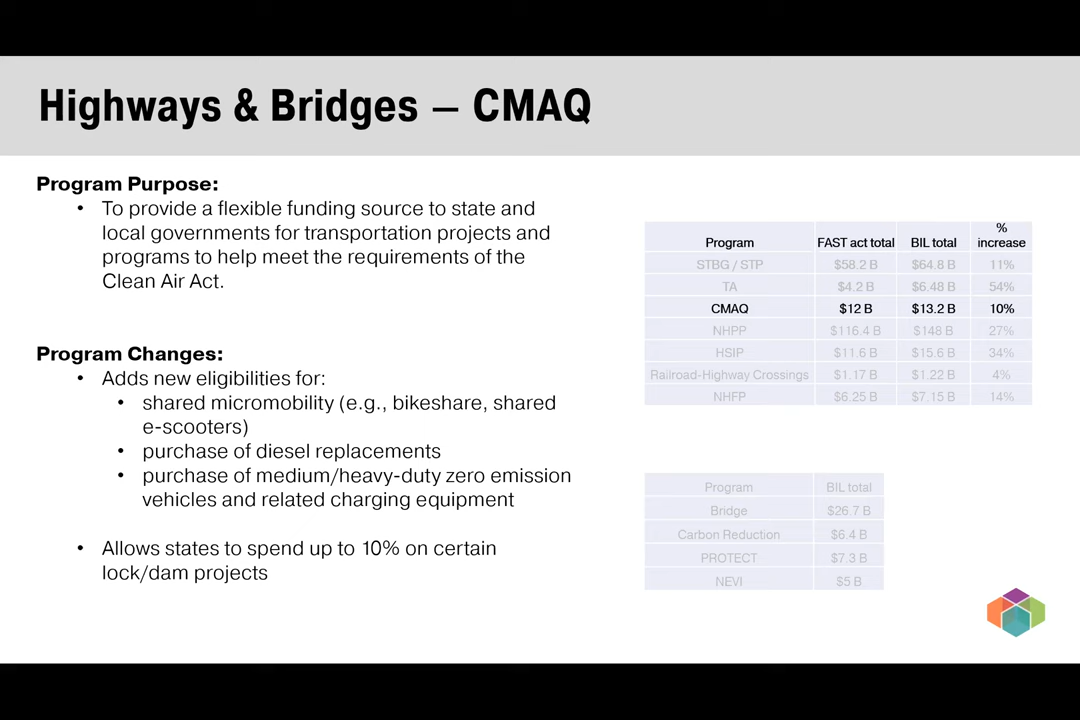 Highways & Bridges – CMAQ
Program Purpose:
• To provide a flexible funding source to state and
local governments for transportation projects and
programs to help meet the requirements of the
Clean Air Act.
Program Changes:
• Adds new eligibilities for:
• shared micromobility (e.g., bikeshare, shared
e-scooters)
• purchase of diesel replacements
• purchase of medium/heavy-duty zero emission
vehicles and related charging equipment
• Allows states to spend up to 10% on certain
lock/dam projects
Program FAST act total BIL total % increase
STBG / STP $58.2 B $64.8 B 11%
TA $4.2 B $6.48 B 54%
CMAQ $12 B $13.2 B 10%
NHPP $116.4 B $148 B 27%
HSIP $11.6 B $15.6 B 34%
Railroad-Highway Crossings $1.17 B $1.22 B 4%
NHFP $6.25 B $7.15 B 14%
Program BIL total
Bridge $26.7 B
Carbon Reduction $6.4 B
PROTECT $7.3 B
NEVI $5 B